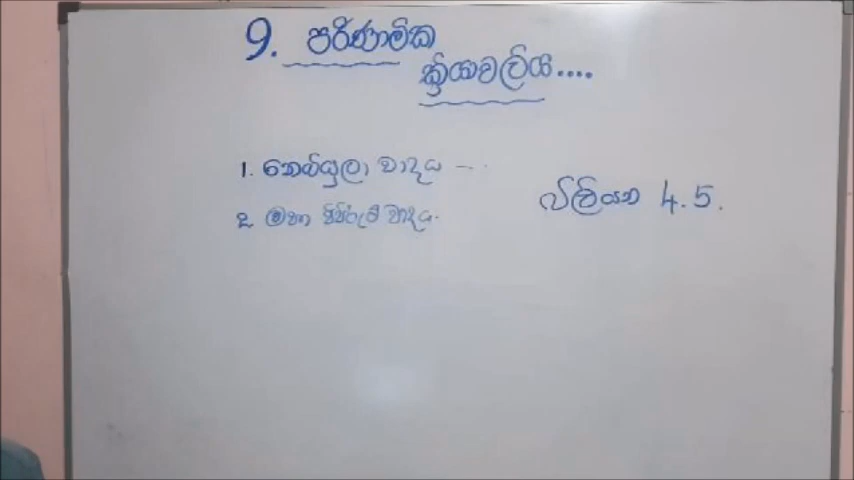 9. පරිණාමික
ක්‍රියාවලිය....
1. නෙබියුලා වාදය -
2. මහා පිපිරුම් වාදය.
බිලියන 4.5.